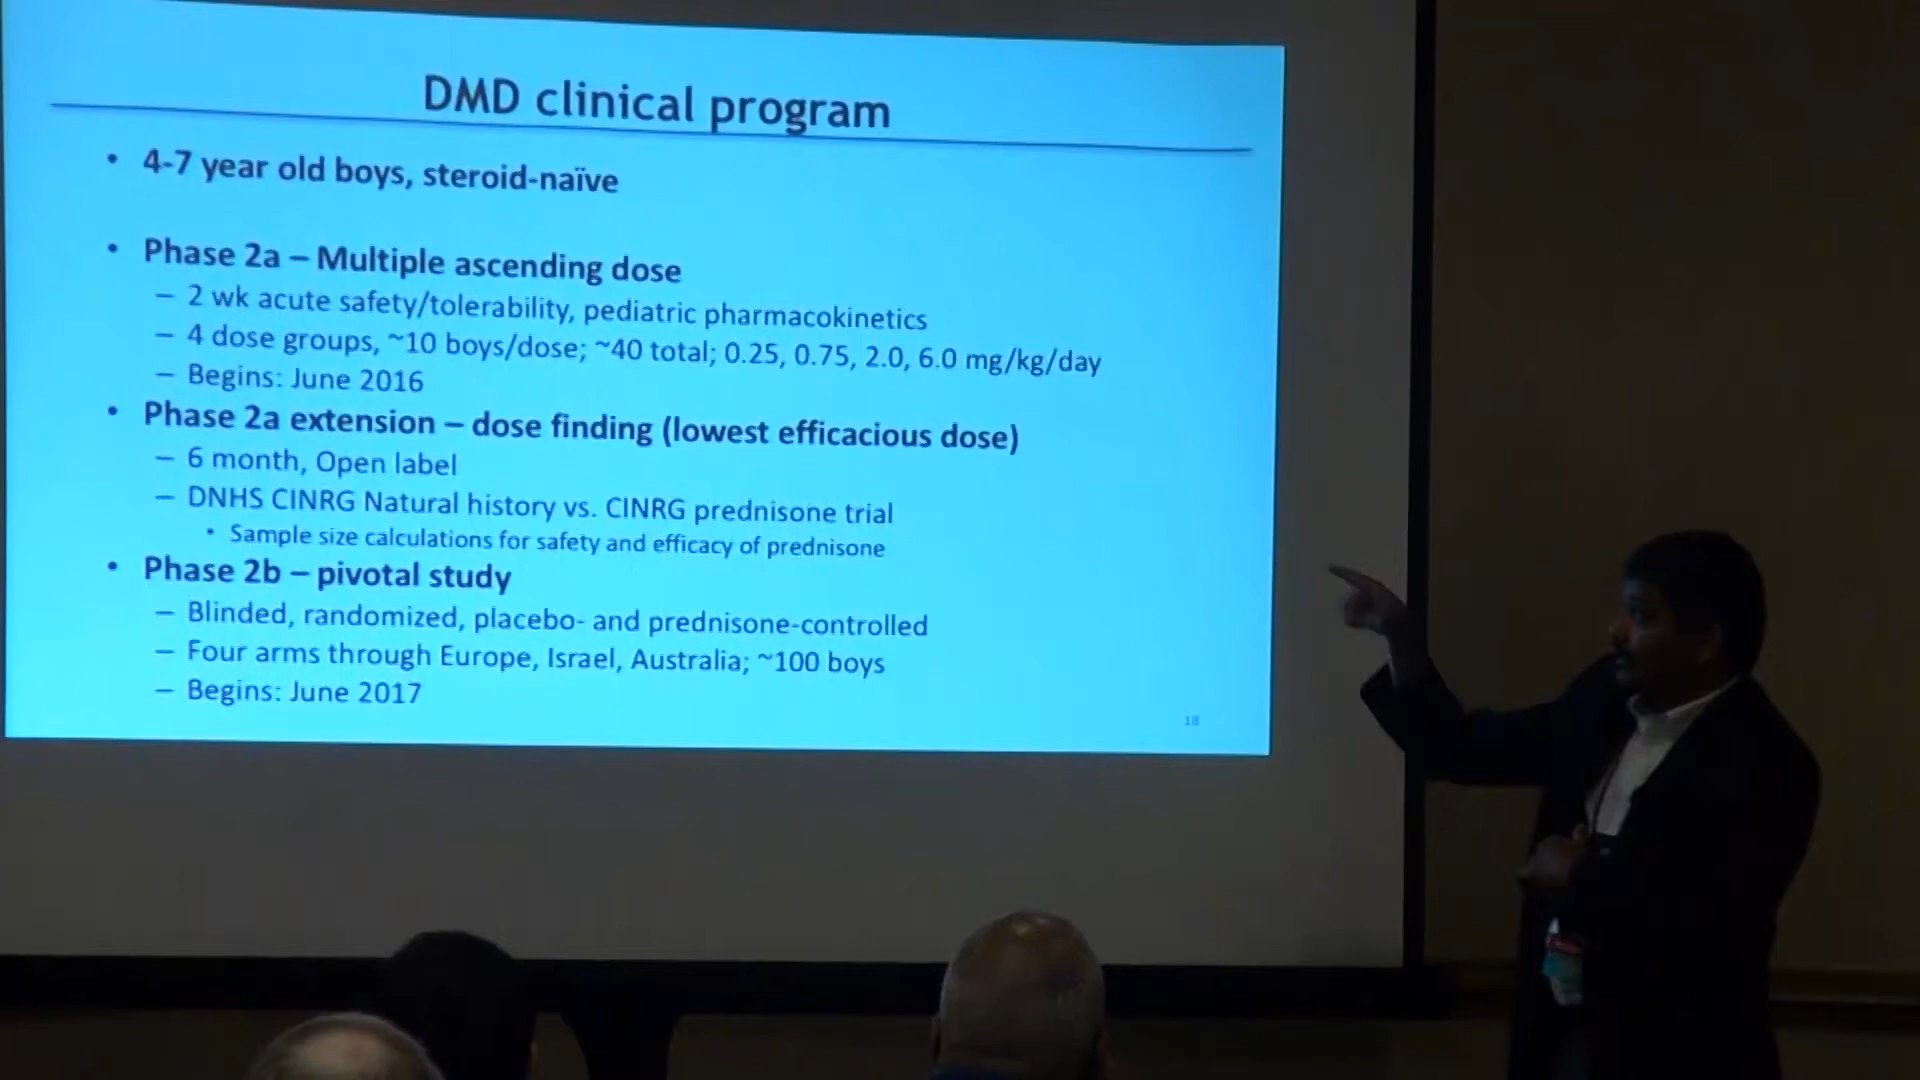 DMD clinical program
• 4-7 year old boys, steroid-naïve
• Phase 2a – Multiple ascending dose
– 2 wk acute safety/tolerability, pediatric pharmacokinetics
– 4 dose groups, ~10 boys/dose; ~40 total; 0.25, 0.75, 2.0, 6.0 mg/kg/day
– Begins: June 2016
• Phase 2a extension – dose finding (lowest efficacious dose)
– 6 month, Open label
– DNHS CINRG Natural history vs. CINRG prednisone trial
• Sample size calculations for safety and efficacy of prednisone
• Phase 2b – pivotal study
– Blinded, randomized, placebo- and prednisone-controlled
– Four arms through Europe, Israel, Australia; ~100 boys
– Begins: June 2017
18